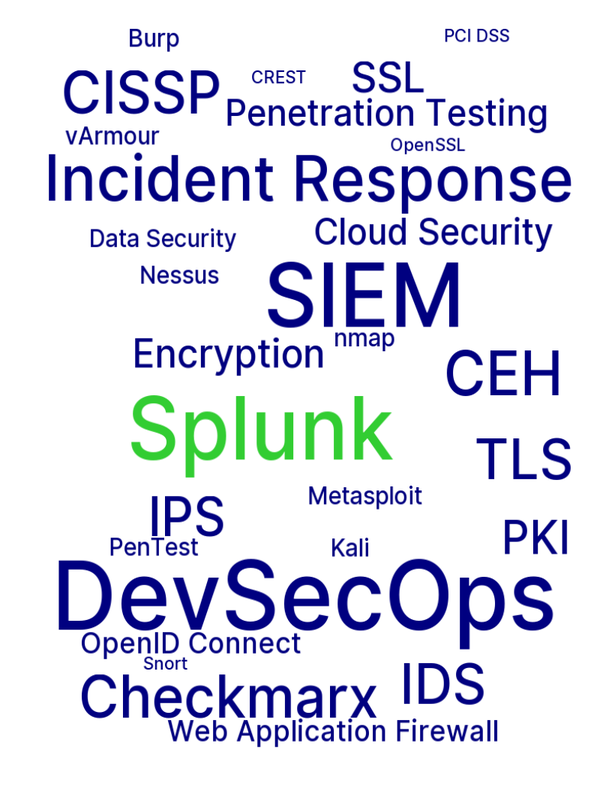 Burp
PCI DSS
CISSP
CREST
SSL
Penetration Testing
vArmour
OpenSSL
Incident Response
Data Security
Cloud Security
Nessus
SIEM
nmap
Encryption
CEH
Splunk
TLS
Metasploit
IPS
PKI
PenTest
Kali
DevSecOps
OpenID Connect
Snort
Checkmarx
IDS
Web Application Firewall